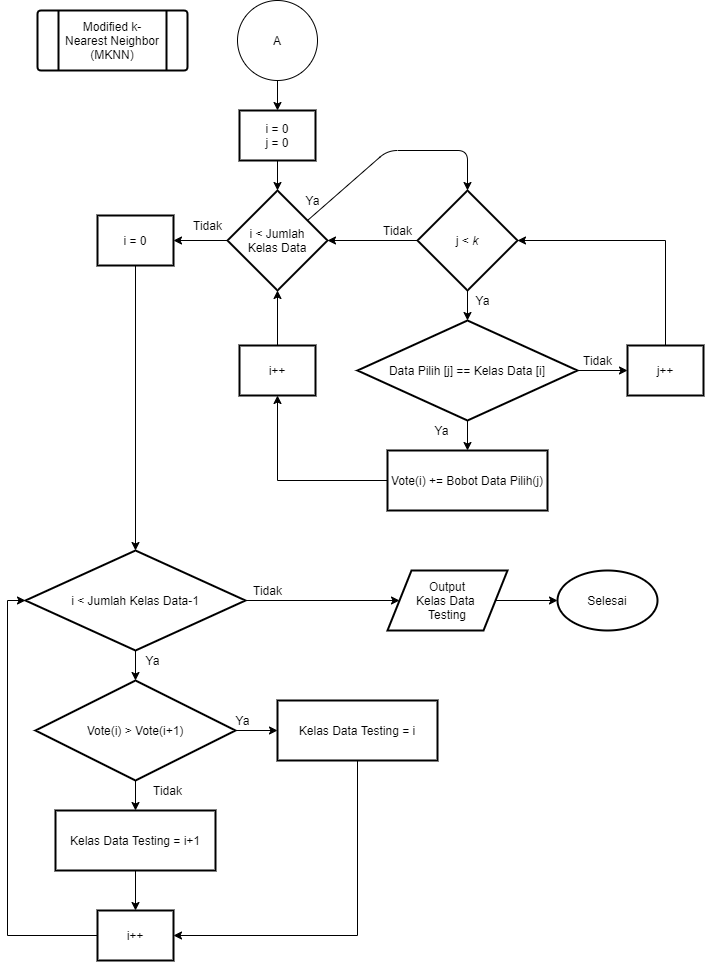 Modified k-
Nearest Neighbor
(MKNN)
A
i = 0
j = 0
Ya
Tidak
i < Jumlah
Kelas Data
Tidak
j < k
i = 0
Ya
i++
Data Pilih [j] == Kelas Data [i]
Tidak
j++
Ya
Vote(i) += Bobot Data Pilih(j)
i < Jumlah Kelas Data-1
Tidak
Output
Kelas Data
Testing
Selesai
Ya
Vote(i) > Vote(i+1)
Ya
Kelas Data Testing = i
Tidak
Kelas Data Testing = i+1
i++